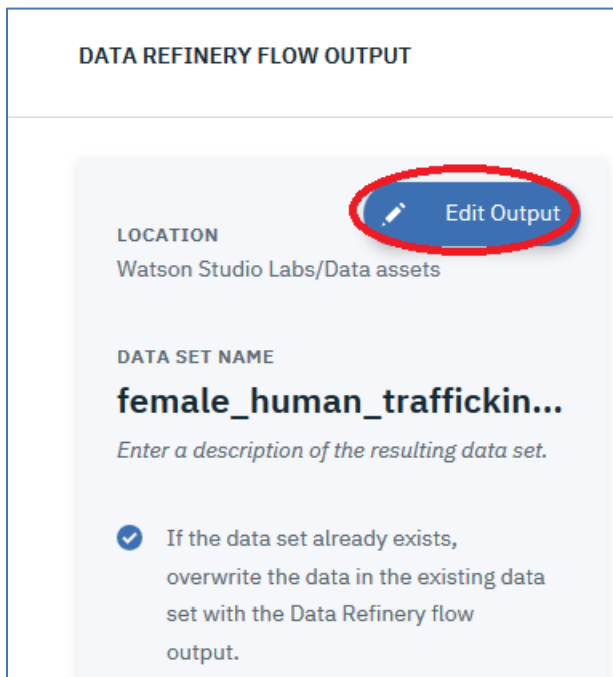 DATA REFINERY FLOW OUTPUT
Edit Output
LOCATION
Watson Studio Labs/Data assets
DATA SET NAME
female_human_traffickin...
Enter a description of the resulting data set.
If the data set already exists,
overwrite the data in the existing data
set with the Data Refinery flow
output.